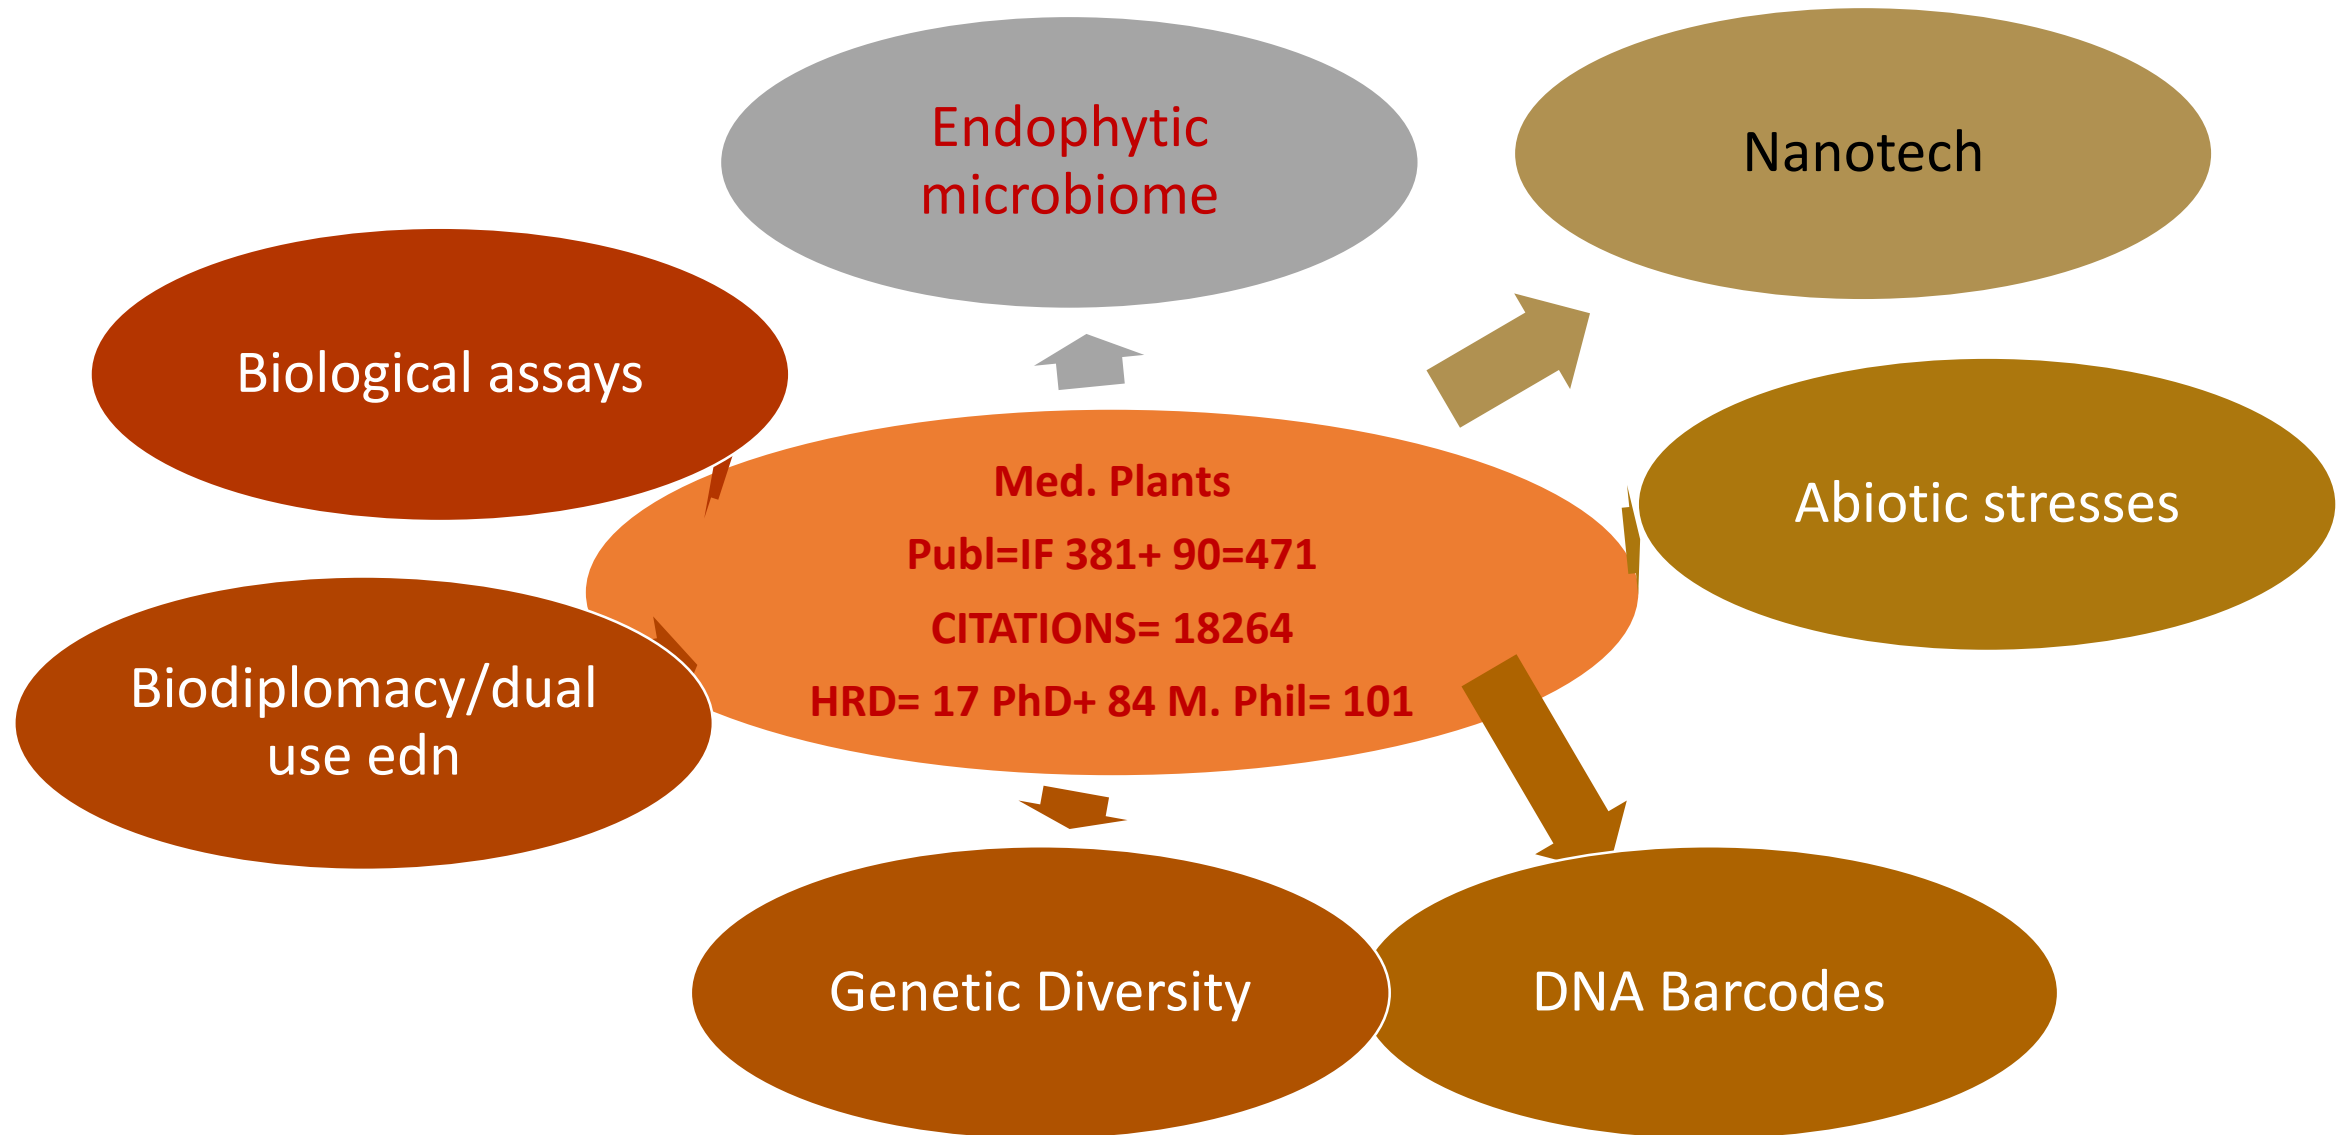 Endophytic
microbiome
Nanotech
Biological assays
Abiotic stresses
Med. Plants
Publ=IF 381+ 90=471
CITATIONS= 18264
HRD= 17 PhD+ 84 M. Phil= 101
Biodiplomacy/dual
use edn
Genetic Diversity
DNA Barcodes